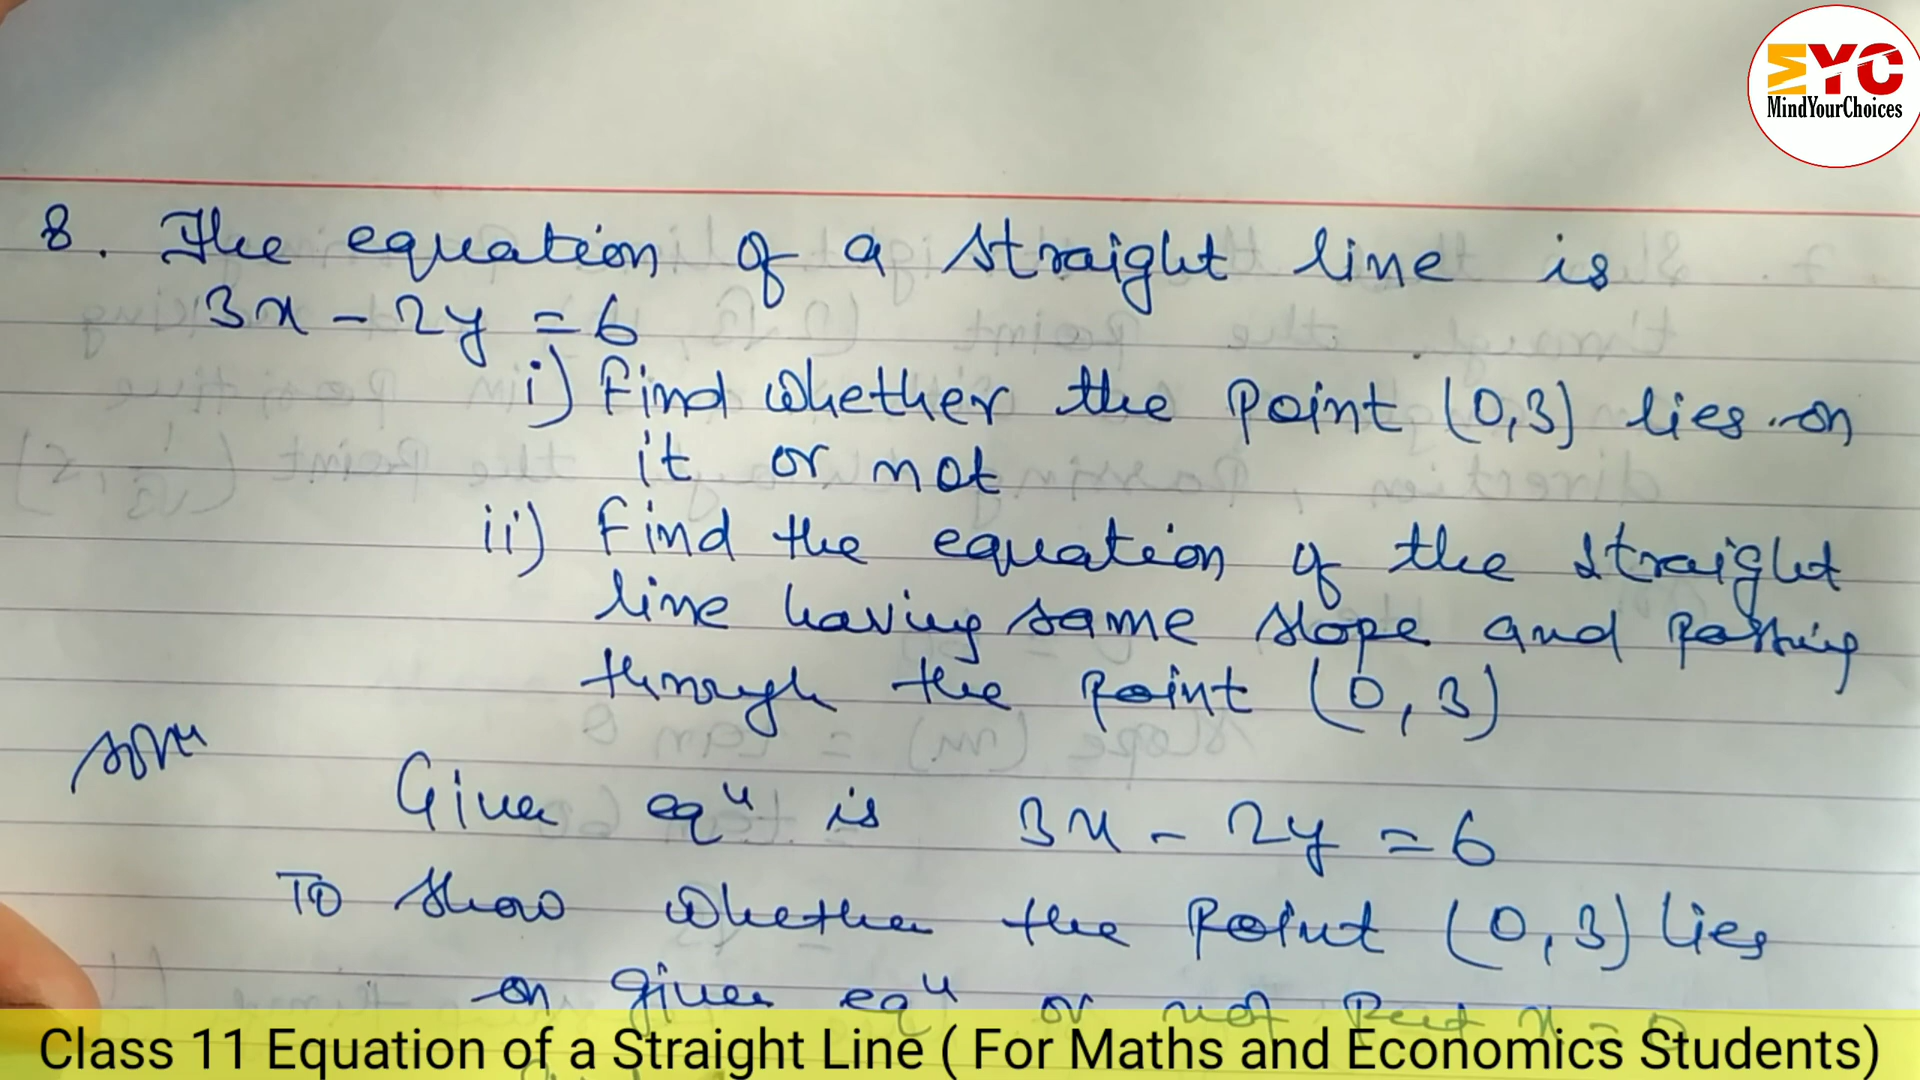 MYC
MindYourChoices
8. The equation of a straight line is
3x - 2y = 6
i) Find whether the point (0,3) lies on
it or not
ii) Find the equation of the straight
line having same slope and passing
through the point (0, 3)
Soln
Given eqn is 3x - 2y = 6
To show whether the point (0, 3) lies
on given eqn or not Put x =
Class 11 Equation of a Straight Line ( For Maths and Economics Students)